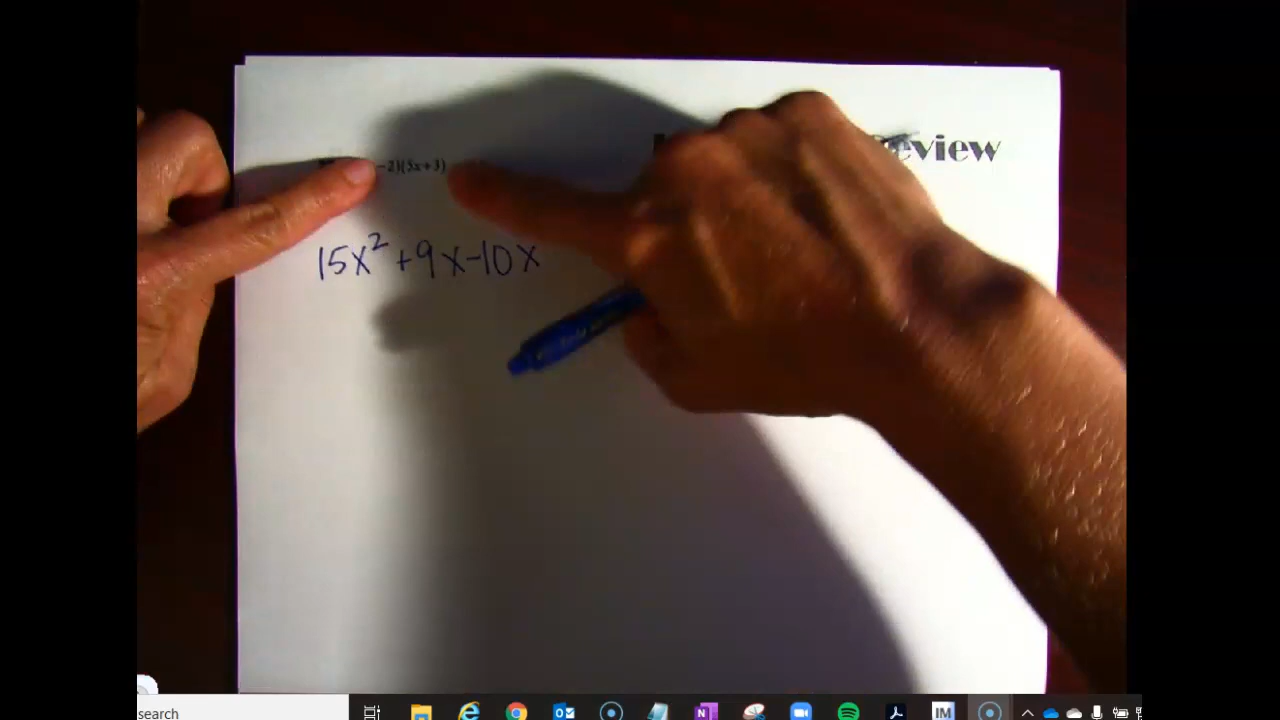 eview
-2)(5x+3)
15x²+9x-10x
search